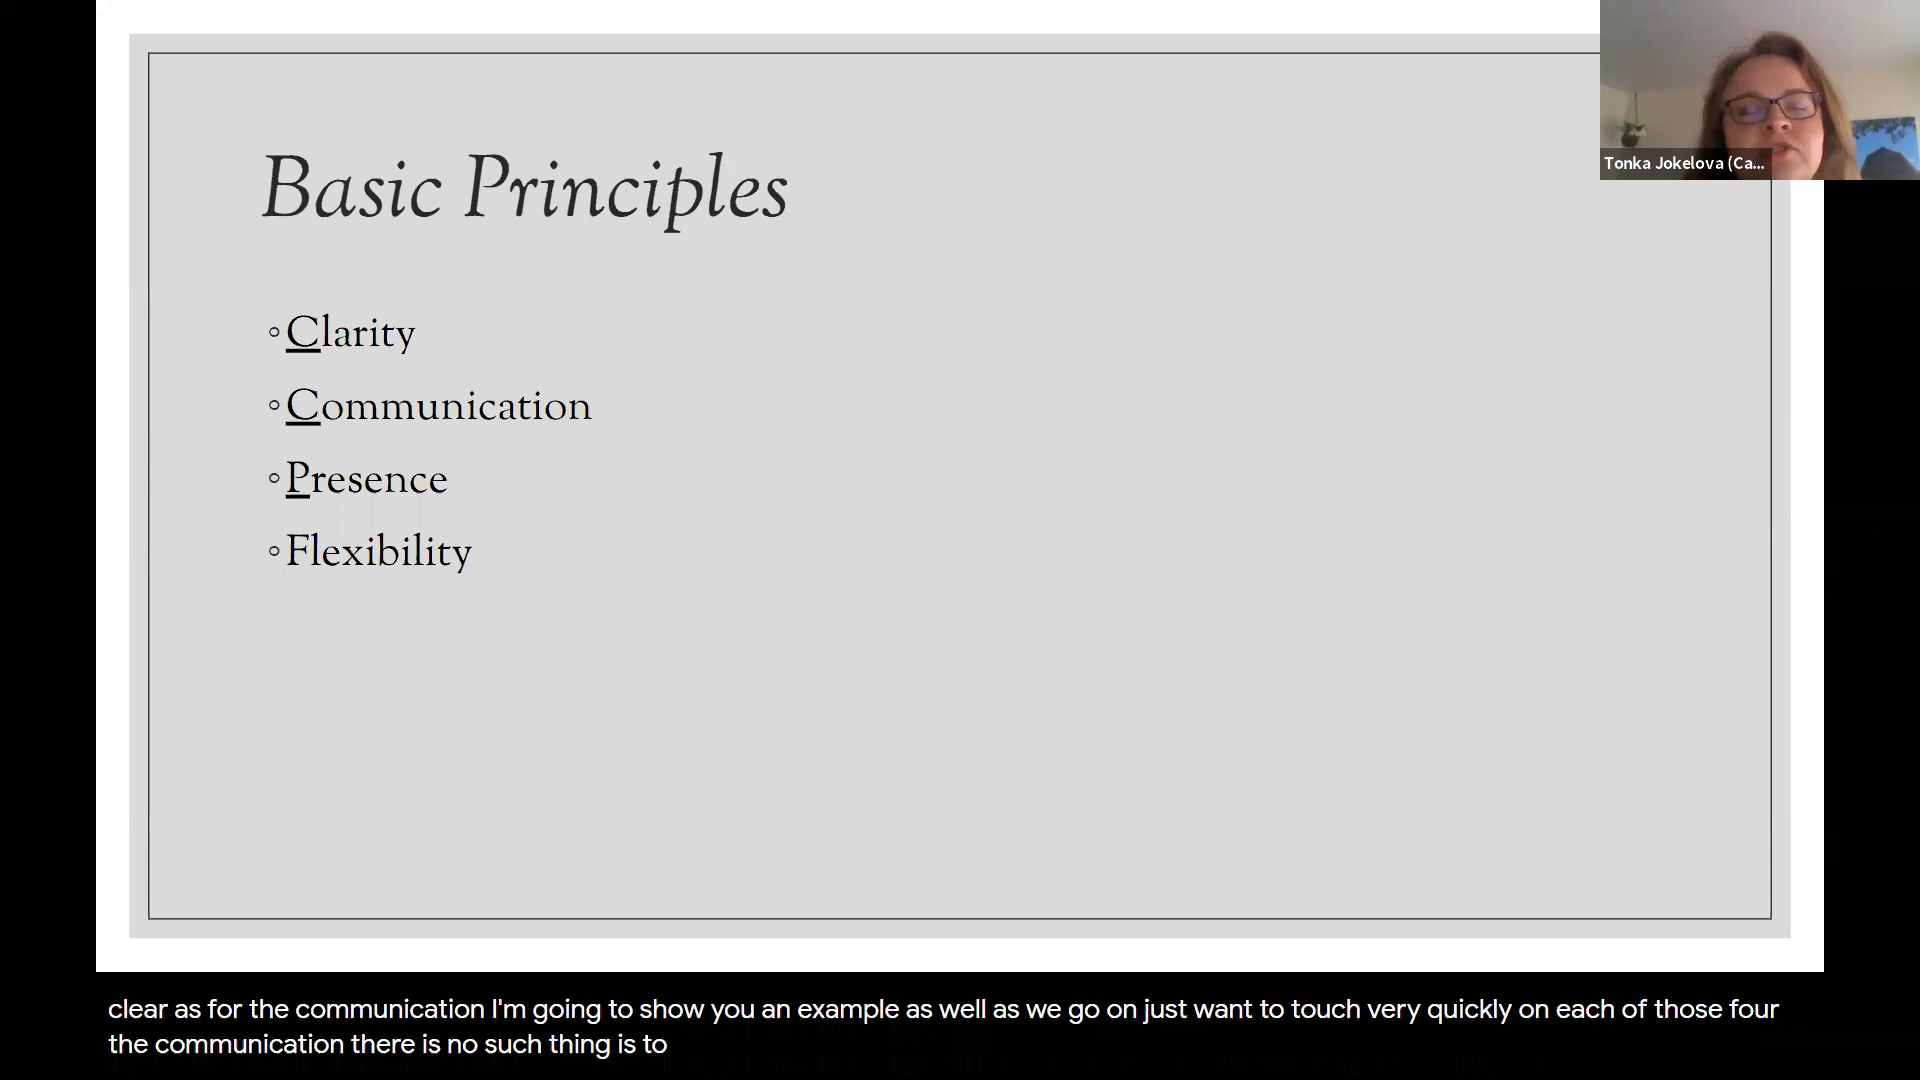 Basic Principles
Tonka Jokelova (Ca...
◦Clarity
◦Communication
◦Presence
◦Flexibility
clear as for the communication I'm going to show you an example as well as we go on just want to touch very quickly on each of those four
the communication there is no such thing is to